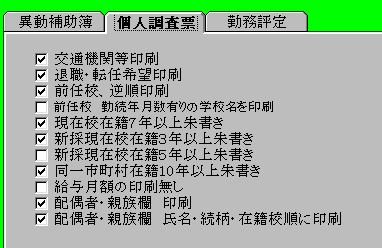 異動補助簿 個人調査票 勤務評定
交通機関等印刷
退職・転任希望印刷
前任校、逆順印刷
前任校 勤続年月数有りの学校名を印刷
現在校在籍7年以上朱書き
新採現在校在籍3年以上朱書き
新採現在校在籍5年以上朱書き
同一市町村在籍10年以上朱書き
給与月額の印刷無し
配偶者・親族欄 印刷
配偶者・親族欄 氏名・続柄・在籍校順に印刷